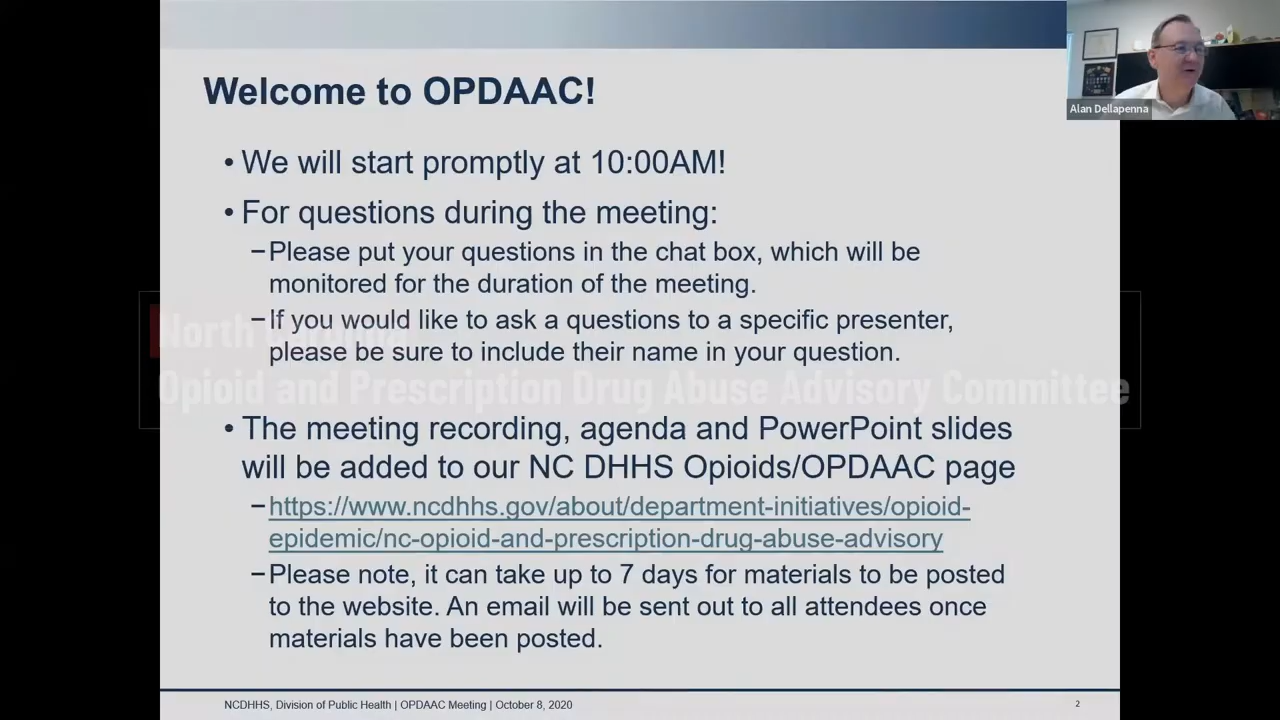 Welcome to OPDAAC!
Alan Dellapenna
• We will start promptly at 10:00AM!
• For questions during the meeting:
–Please put your questions in the chat box, which will be
monitored for the duration of the meeting.
–If you would like to ask a questions to a specific presenter,
please be sure to include their name in your question.
North Carolina
Opioid and Prescription Drug Abuse Advisory Committee
• The meeting recording, agenda and PowerPoint slides
will be added to our NC DHHS Opioids/OPDAAC page
–https://www.ncdhhs.gov/about/department-initiatives/opioid-
epidemic/nc-opioid-and-prescription-drug-abuse-advisory
–Please note, it can take up to 7 days for materials to be posted
to the website. An email will be sent out to all attendees once
materials have been posted.
NCDHHS, Division of Public Health | OPDAAC Meeting | October 8, 2020
2